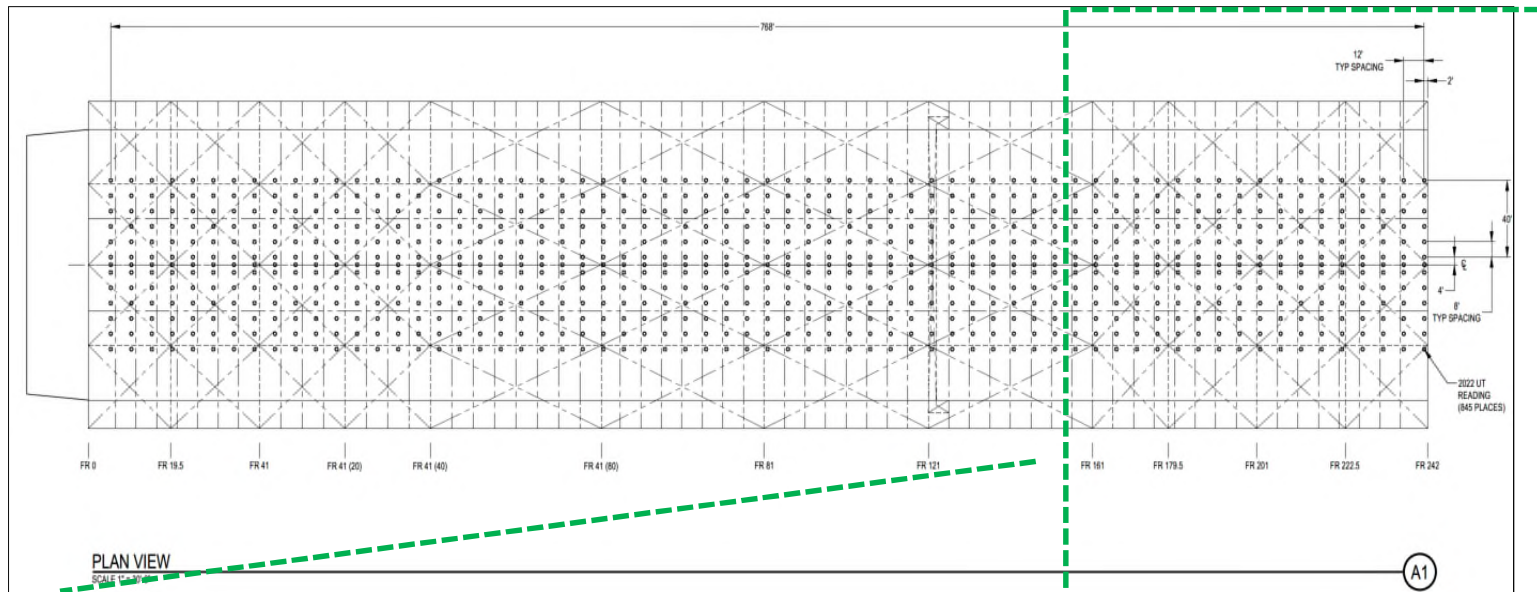 768'
12'
TYP SPACING
2'
40'
℄
4'
8'
TYP SPACING
2022 UT
READING
(845 PLACES)
FR 0 FR 19.5 FR 41 FR 41 (20) FR 41 (40) FR 41 (80) FR 81 FR 121 FR 161 FR 179.5 FR 201 FR 222.5 FR 242
PLAN VIEW
SCALE 1" =
A1